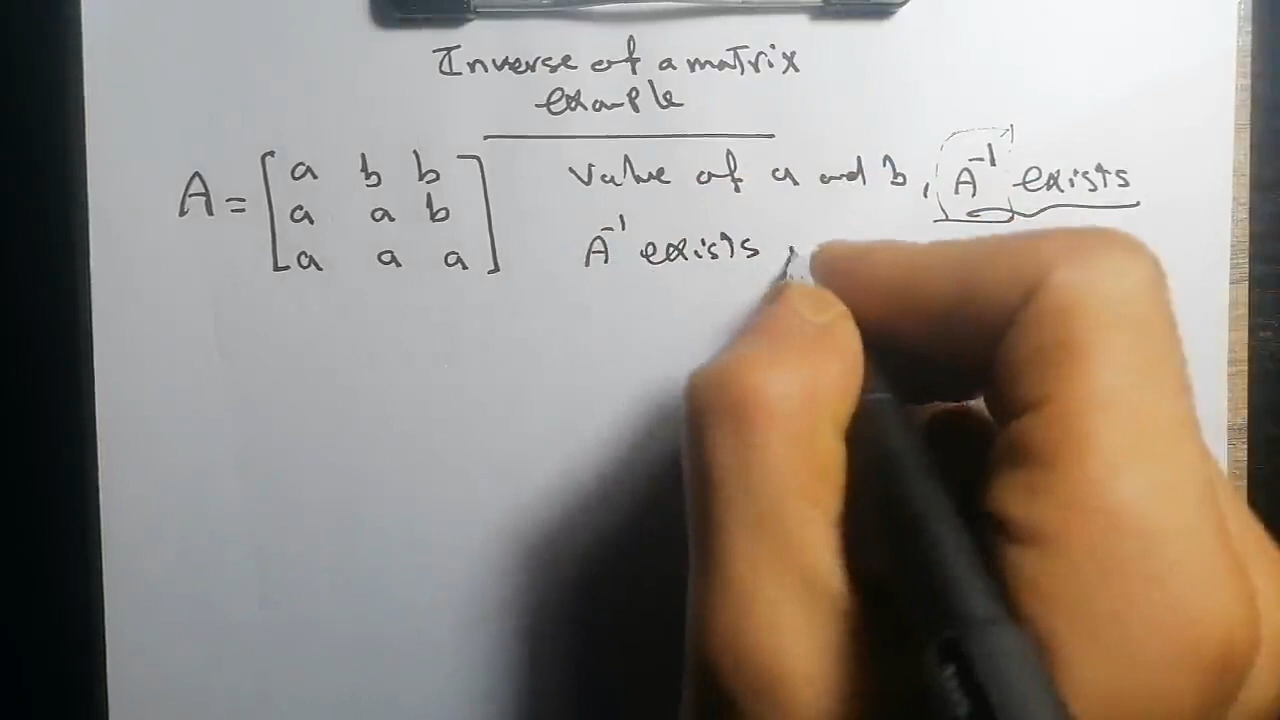 Inverse of a matrix
example
A = [ a b b
a a b
a a a ]
Value of a and b, A⁻¹ exists
A⁻¹ exists